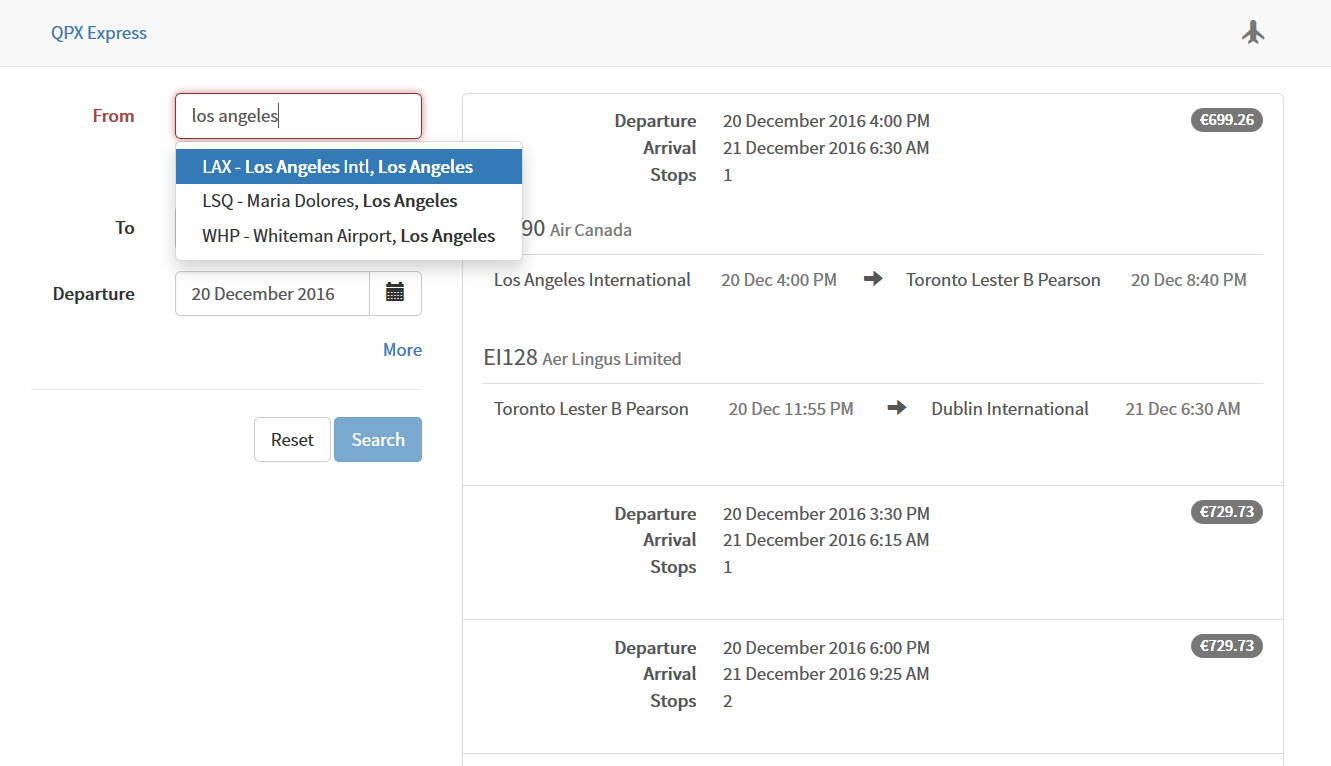 QPX Express
From
los angeles
LAX - Los Angeles Intl, Los Angeles
LSQ - Maria Dolores, Los Angeles
WHP - Whiteman Airport, Los Angeles
To
Departure
20 December 2016
More
Reset Search
Departure 20 December 2016 4:00 PM €699.26
Arrival 21 December 2016 6:30 AM
Stops 1
90 Air Canada
Los Angeles International 20 Dec 4:00 PM Toronto Lester B Pearson 20 Dec 8:40 PM
EI128 Aer Lingus Limited
Toronto Lester B Pearson 20 Dec 11:55 PM Dublin International 21 Dec 6:30 AM
Departure 20 December 2016 3:30 PM €729.73
Arrival 21 December 2016 6:15 AM
Stops 1
Departure 20 December 2016 6:00 PM €729.73
Arrival 21 December 2016 9:25 AM
Stops 2